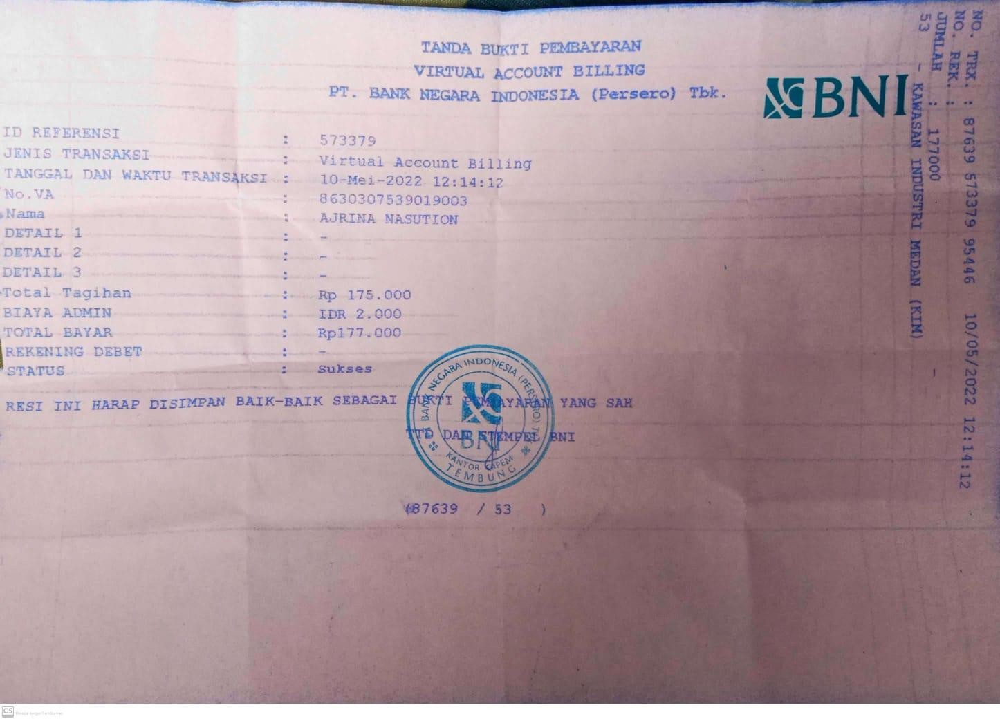 TANDA BUKTI PEMBAYARAN
VIRTUAL ACCOUNT BILLING
PT. BANK NEGARA INDONESIA (Persero) Tbk.
BNI
ID REFERENSI : 573379
JENIS TRANSAKSI : Virtual Account Billing
TANGGAL DAN WAKTU TRANSAKSI : 10-Mei-2022 12:14:12
No.VA : 8630307539019003
Nama : AJRINA NASUTION
DETAIL 1 : -
DETAIL 2 : -
DETAIL 3 : -
Total Tagihan : Rp 175.000
BIAYA ADMIN : IDR 2.000
TOTAL BAYAR : Rp177.000
REKENING DEBET : -
STATUS : Sukses
RESI INI HARAP DISIMPAN BAIK-BAIK SEBAGAI BUKTI PEMBAYARAN YANG SAH
TTD DAN STEMPEL BNI
(87639 / 53 )
BANK NEGARA INDONESIA (PERSERO) Tbk
BNI
KANTOR CAPEM
TEMBUNG
NO. TRX. : 87639 573379 95446 10/05/2022 12:14:12
NO. REK. : -
JUMLAH : 177000
53 - KAWASAN INDUSTRI MEDAN (KIM)
CS